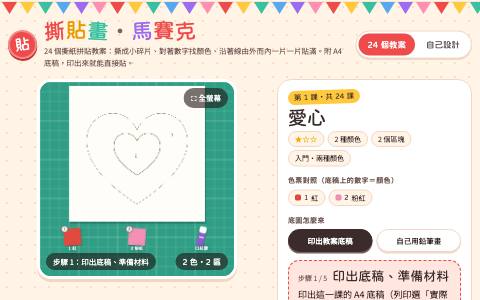 貼
撕貼畫・馬賽克
24 個撕紙拼貼教案：撕成小碎片、對著數字找顏色、沿著線由外而內一片一片貼滿。附 A4
底稿，印出來就能直接貼。
24 個教案
自己設計
全螢幕
步驟 1：印出底稿、準備材料
2 色・2 區
第 1 課・共 24 課
愛心
★☆☆
2 種顏色
2 個區塊
入門・兩種顏色
色票對照（底稿上的數字＝顏色）
1 紅
2 粉紅
底圖怎麼來
印出教案底稿
自己用鉛筆畫
步驟 1 / 5 印出底稿、準備材料
印出這一課的 A4 底稿（列印選「實際